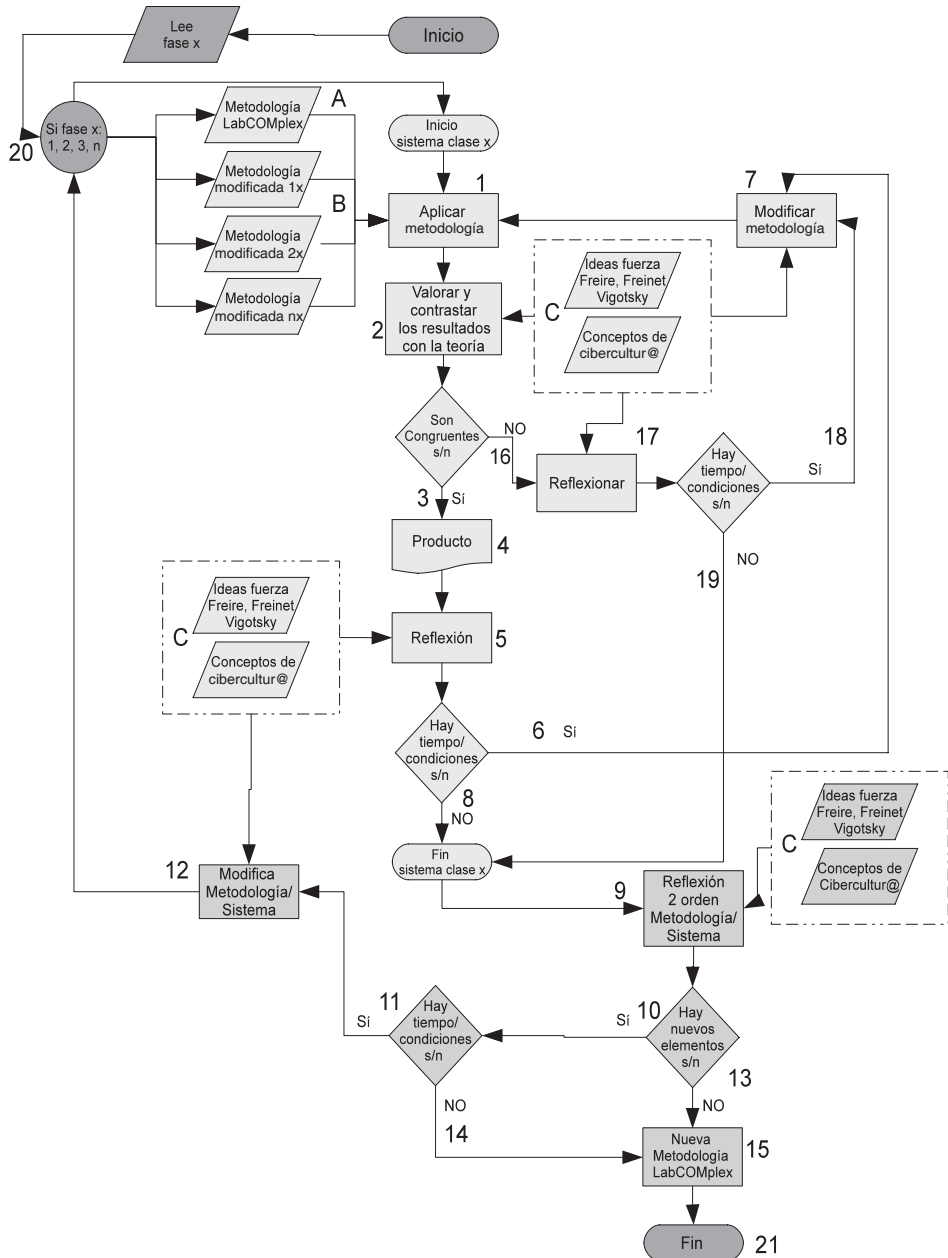 Lee
fase x
Inicio
20
Si fase x:
1, 2, 3, n
Metodología
LabCOMplex
A
Metodología
modificada 1x
B
Metodología
modificada 2x
Metodología
modificada nx
Inicio
sistema clase x
1
Aplicar
metodología
7
Modificar
metodología
2
Valorar y
contrastar
los resultados
con la teoría
C
Ideas fuerza
Freire, Freinet
Vigotsky
Conceptos de
cibercultur@
Son
Congruentes
s/n
NO
16
17
Reflexionar
Hay
tiempo/
condiciones
s/n
18
Sí
3
Sí
Producto
4
19
NO
C
Ideas fuerza
Freire, Freinet
Vigotsky
Conceptos de
cibercultur@
Reflexión
5
Hay
tiempo/
condiciones
s/n
6
Sí
8
NO
Fin
sistema clase x
C
Ideas fuerza
Freire, Freinet
Vigotsky
Conceptos de
Cibercultur@
12
Modifica
Metodología/
Sistema
9
Reflexión
2 orden
Metodología/
Sistema
11
Sí
Hay
tiempo/
condiciones
s/n
10
Sí
Hay
nuevos
elementos
s/n
13
NO
NO
14
Nueva
Metodología
LabCOMplex
15
Fin
21